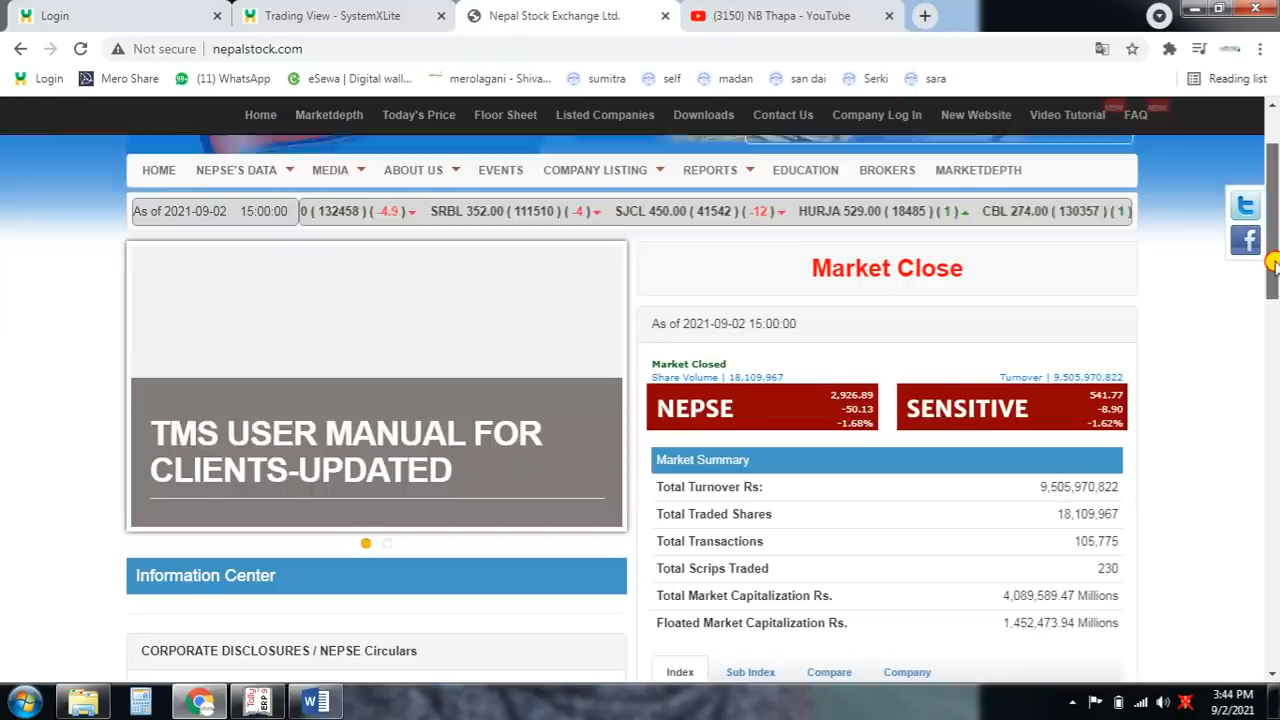 Login
Trading View - SystemXLite
Nepal Stock Exchange Ltd.
(3150) NB Thapa - YouTube
Not secure | nepalstock.com
Login
Mero Share
(11) WhatsApp
eSewa | Digital wall...
merolagani - Shiva...
sumitra
self
madan
san dai
Serki
sara
Reading list
Home Marketdepth Today's Price Floor Sheet Listed Companies Downloads Contact Us Company Log In New Website Video Tutorial FAQ
HOME NEPSE'S DATA MEDIA ABOUT US EVENTS COMPANY LISTING REPORTS EDUCATION BROKERS MARKETDEPTH
As of 2021-09-02 15:00:00
0 ( 132458 ) ( -4.9 ) SRBL 352.00 ( 111510 ) ( -4 ) SJCL 450.00 ( 41542 ) ( -12 ) HURJA 529.00 ( 18485 ) ( 1 ) CBL 274.00 ( 130357 ) ( 1 )
TMS USER MANUAL FOR
CLIENTS-UPDATED
Information Center
CORPORATE DISCLOSURES / NEPSE Circulars
Market Close
As of 2021-09-02 15:00:00
Market Closed
Share Volume | 18,109,967
Turnover | 9,505,970,822
NEPSE
2,926.89
-50.13
-1.68%
SENSITIVE
541.77
-8.90
-1.62%
Market Summary
Total Turnover Rs: 9,505,970,822
Total Traded Shares 18,109,967
Total Transactions 105,775
Total Scrips Traded 230
Total Market Capitalization Rs. 4,089,589.47 Millions
Floated Market Capitalization Rs. 1,452,473.94 Millions
Index Sub Index Compare Company
3:44 PM
9/2/2021